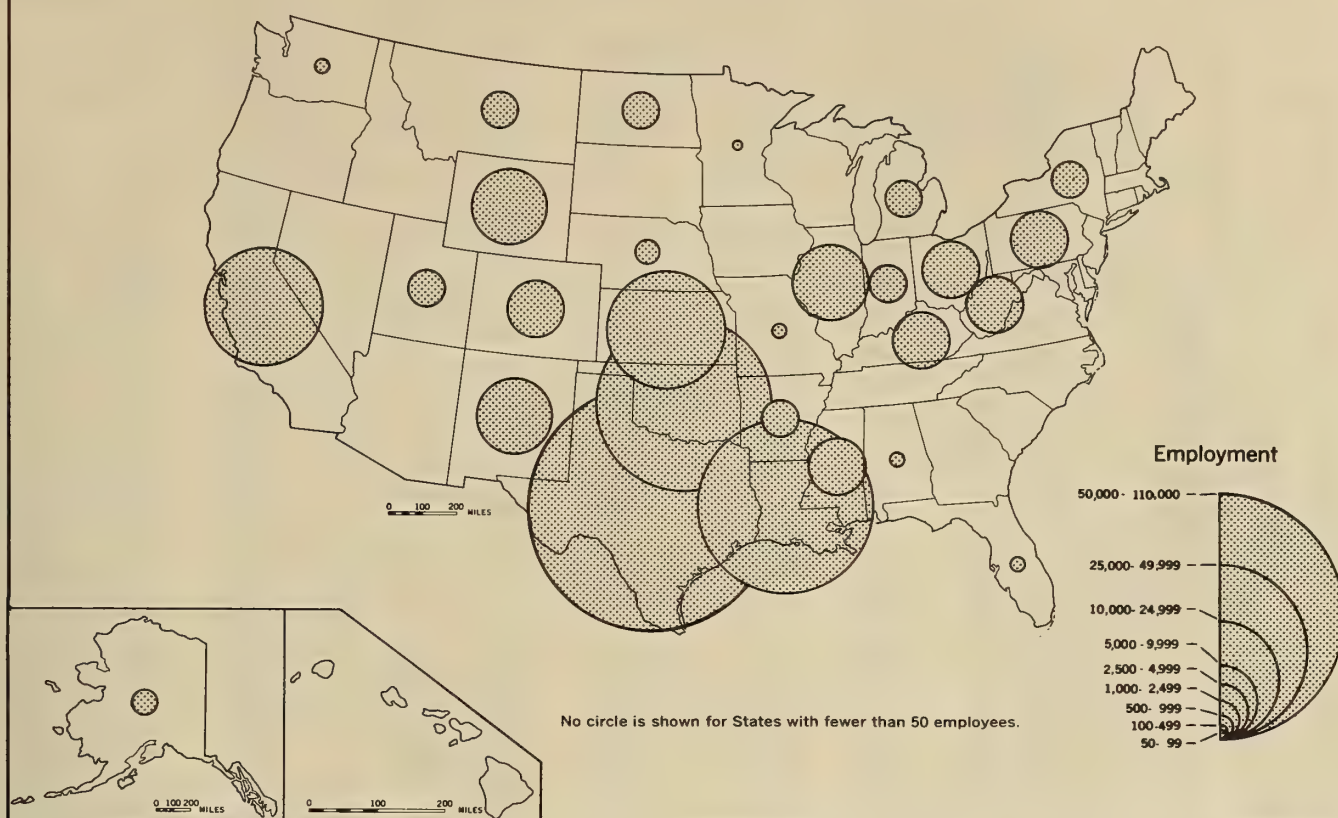 0 100 200
MILES
Employment
50,000- 110,000
25,000- 49,999
10,000- 24,999
5,000- 9,999
2,500- 4,999
1,000- 2,499
500- 999
100-499
50- 99
No circle is shown for States with fewer than 50 employees.
0 100 200
MILES
0 100 200
MILES